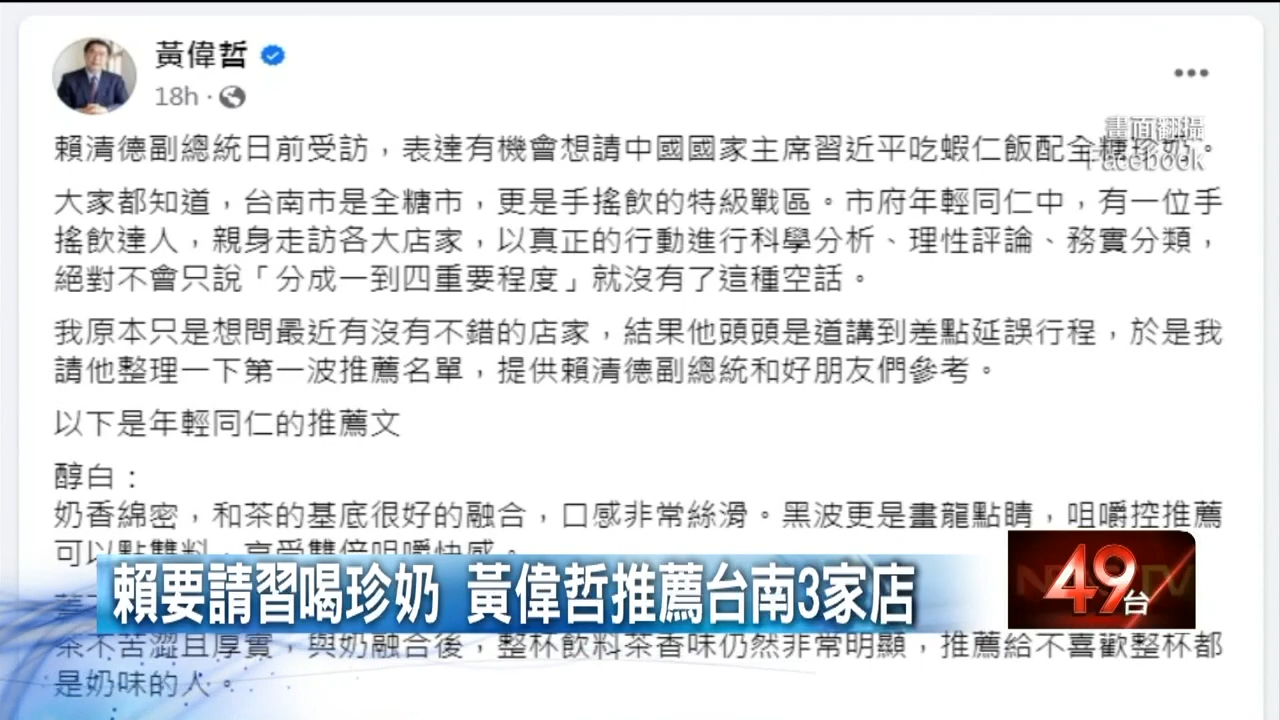 黃偉哲
18h
畫面翻攝
Facebook
賴清德副總統日前受訪，表達有機會想請中國國家主席習近平吃蝦仁飯配全糖珍奶。
大家都知道，台南市是全糖市，更是手搖飲的特級戰區。市府年輕同仁中，有一位手
搖飲達人，親身走訪各大店家，以真正的行動進行科學分析、理性評論、務實分類，
絕對不會只說「分成一到四重要程度」就沒有了這種空話。
我原本只是想問最近有沒有不錯的店家，結果他頭頭是道講到差點延誤行程，於是我
請他整理一下第一波推薦名單，提供賴清德副總統和好朋友們參考。
以下是年輕同仁的推薦文
醇白：
奶香綿密，和茶的基底很好的融合，口感非常絲滑。黑波更是畫龍點睛，咀嚼控推薦
可以點雙料，享受雙倍咀嚼快感。
賴要請習喝珍奶 黃偉哲推薦台南3家店
49台
茶不苦澀且厚實，與奶融合後，整杯飲料茶香味仍然非常明顯，推薦給不喜歡整杯都
是奶味的人。